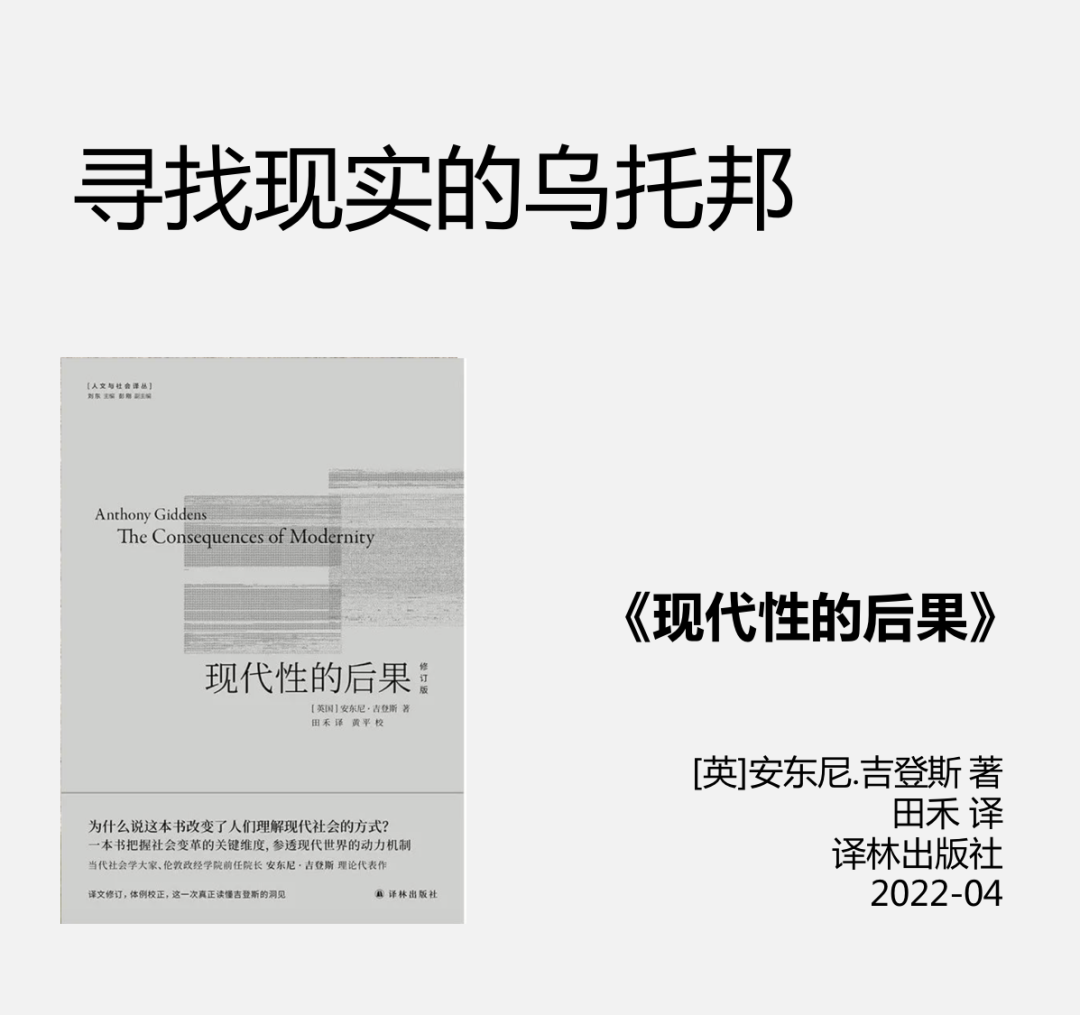 寻找现实的乌托邦
[人文与社会译丛]
刘东 主编 彭刚 副主编
Anthony Giddens
The Consequences of Modernity
现代性的后果 修订版
[英国] 安东尼·吉登斯 著
田禾 译 黄平 校
为什么说这本书改变了人们理解现代社会的方式?
一本书把握社会变革的关键维度, 参透现代世界的动力机制
当代社会学大家、伦敦政经学院前任院长 安东尼·吉登斯 理论代表作
译文修订, 体例校正, 这一次真正读懂吉登斯的洞见
译林出版社
《现代性的后果》
[英]安东尼.吉登斯 著
田禾 译
译林出版社
2022-04